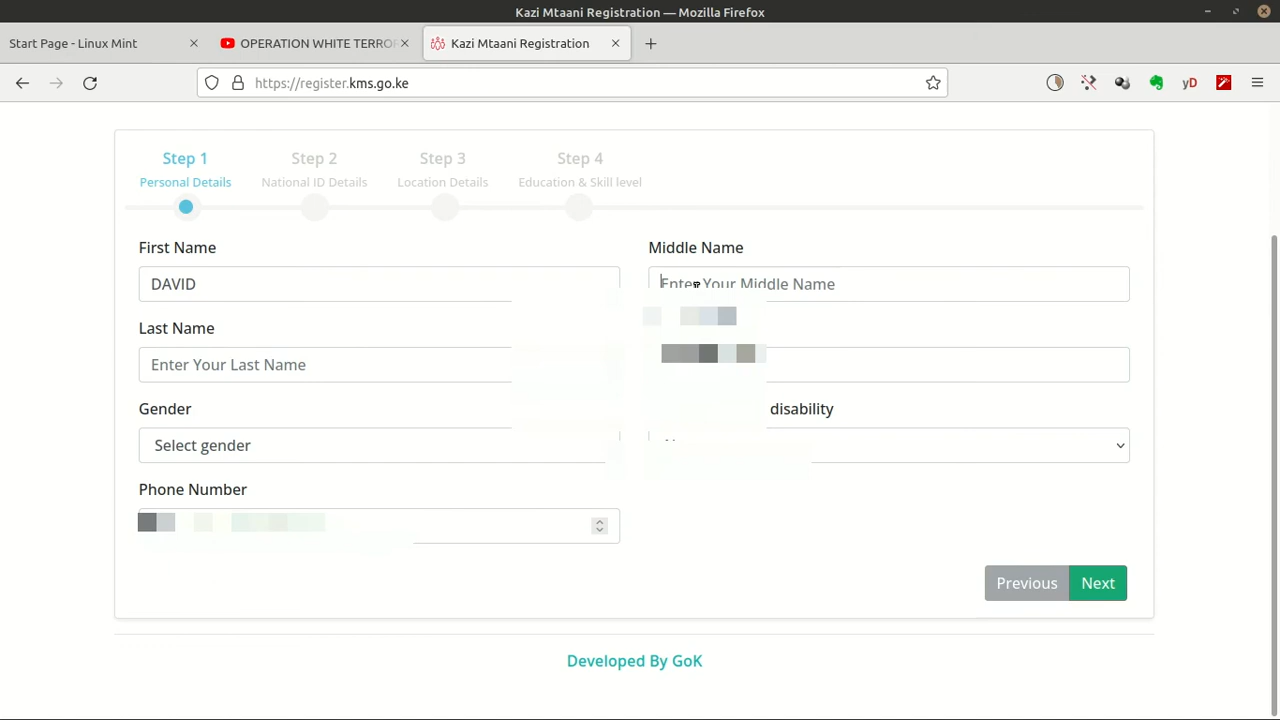 Kazi Mtaani Registration — Mozilla Firefox
Start Page - Linux Mint
OPERATION WHITE TERROR
Kazi Mtaani Registration
https://register.kms.go.ke
yD
Step 1
Step 2
Step 3
Step 4
Personal Details
National ID Details
Location Details
Education & Skill level
First Name
Middle Name
DAVID
Enter Your Middle Name
Last Name
Enter Your Last Name
Gender
disability
Select gender
Phone Number
Previous
Next
Developed By GoK